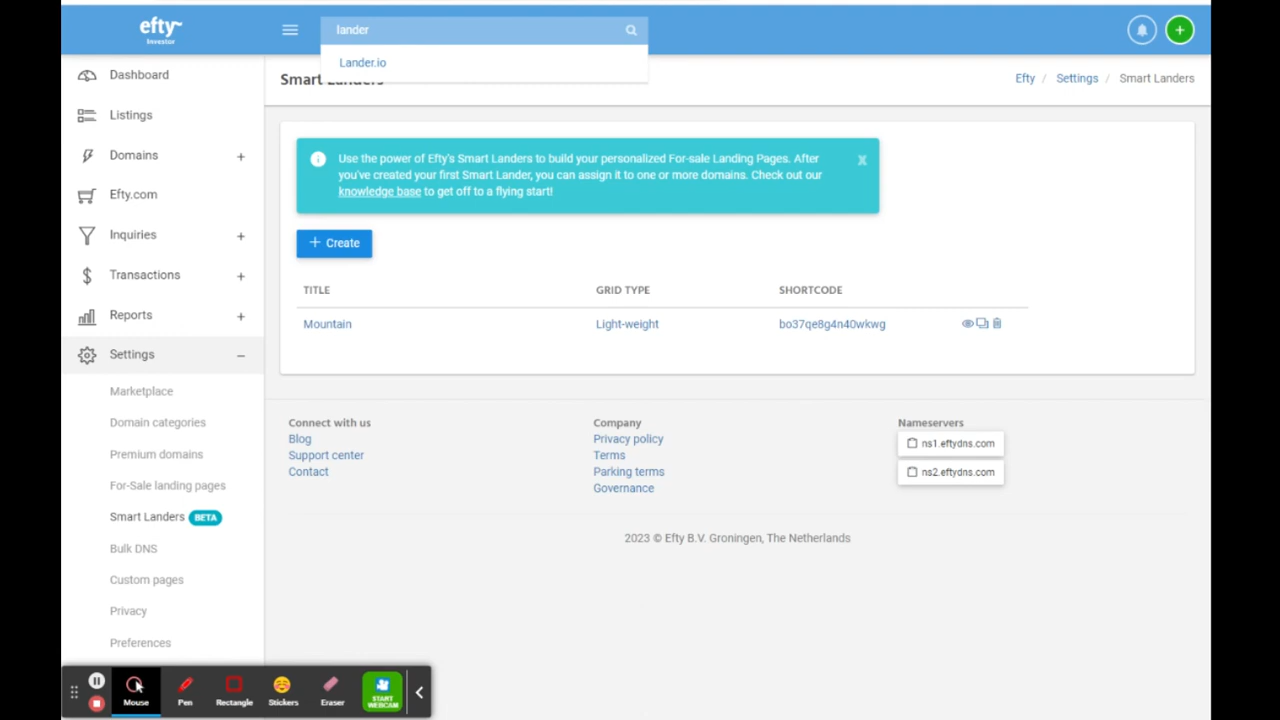 efty
Investor
lander
Lander.io
Dashboard
Listings
Domains
Efty.com
Inquiries
Transactions
Reports
Settings
Marketplace
Domain categories
Premium domains
For-Sale landing pages
Smart Landers BETA
Bulk DNS
Custom pages
Privacy
Preferences
Smart Landers
Efty / Settings / Smart Landers
Use the power of Efty's Smart Landers to build your personalized For-sale Landing Pages. After
you've created your first Smart Lander, you can assign it to one or more domains. Check out our
knowledge base to get off to a flying start!
X
+ Create
TITLE GRID TYPE SHORTCODE
Mountain Light-weight bo37qe8g4n40wkwg
Connect with us
Blog
Support center
Contact
Company
Privacy policy
Terms
Parking terms
Governance
Nameservers
ns1.eftydns.com
ns2.eftydns.com
2023 © Efty B.V. Groningen, The Netherlands
Mouse Pen Rectangle Stickers Eraser START
WEBCAM